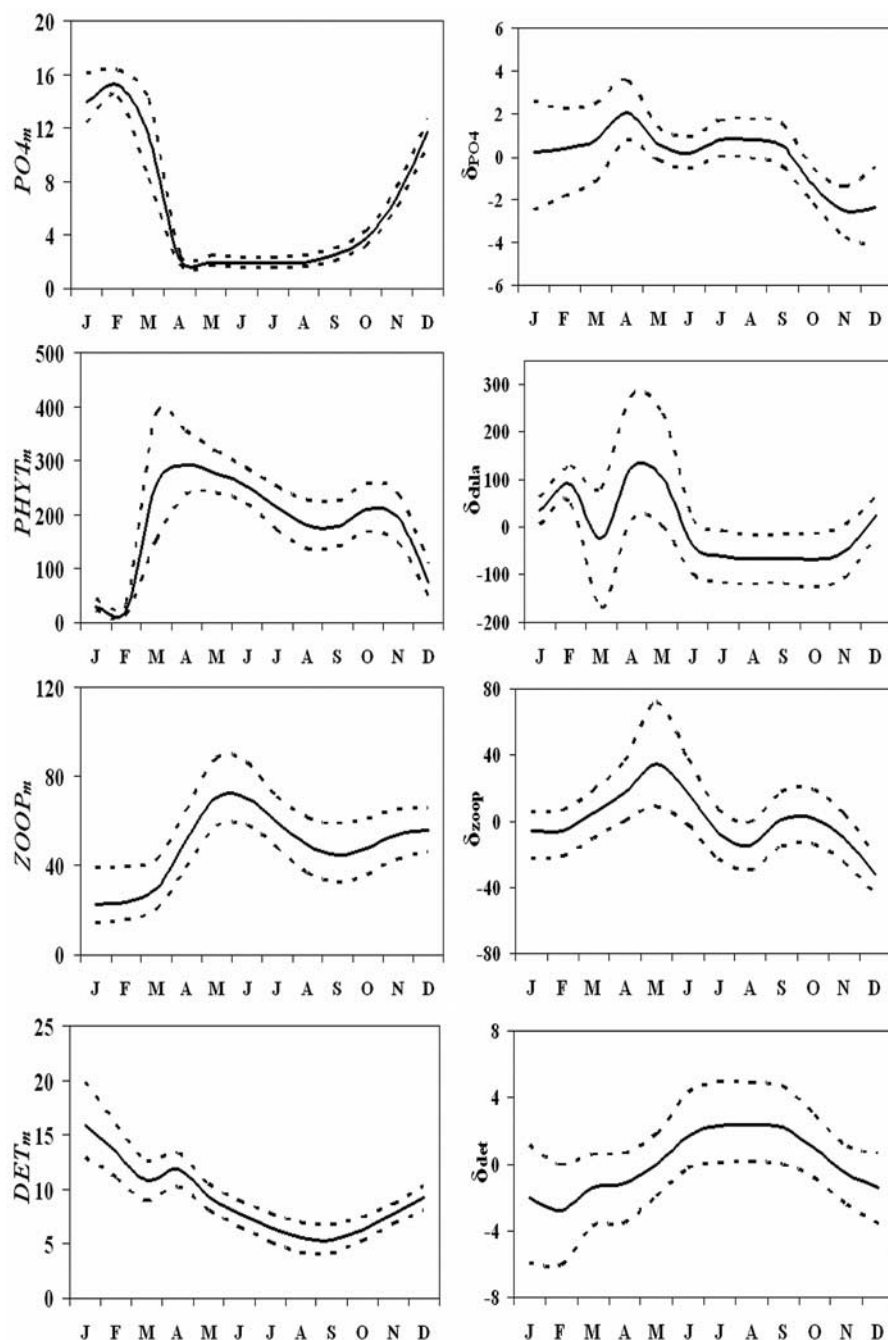 20
16
12
8
4
0
PO4m
J F M A M J J A S O N D
6
4
2
0
-2
-4
-6
δPO4
J F M A M J J A S O N D
500
400
300
200
100
0
PHYTm
J F M A M J J A S O N D
300
200
100
0
-100
-200
δchla
J F M A M J J A S O N D
120
80
40
0
ZOOPm
J F M A M J J A S O N D
80
40
0
-40
-80
δzoop
J F M A M J J A S O N D
25
20
15
10
5
0
DETm
J F M A M J J A S O N D
8
4
0
-4
-8
δdet
J F M A M J J A S O N D